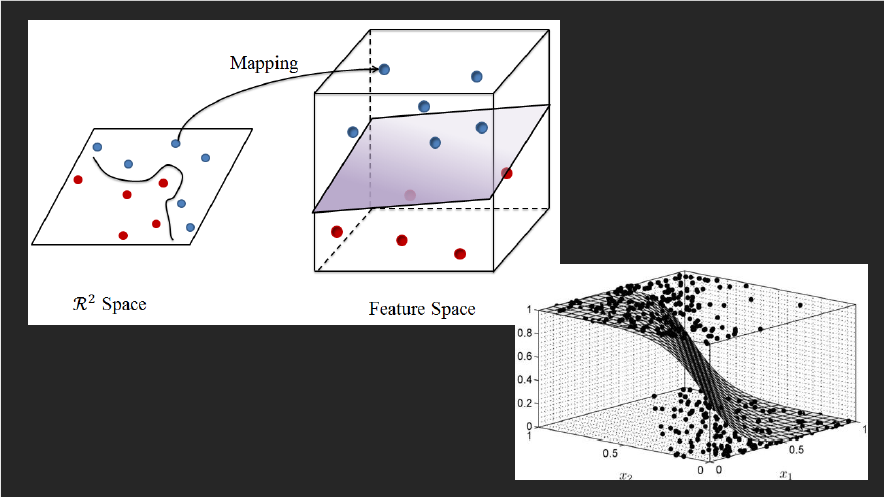 Mapping
ℛ² Space
Feature Space
1
0.8
0.6
0.4
0.2
0
1
0.5
0
0
0.5
1
x₂
x₁